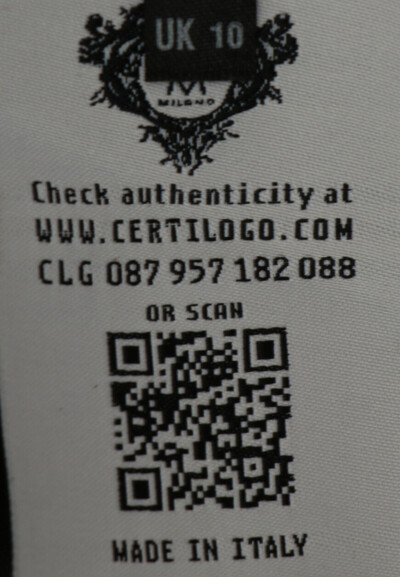 UK 10
M
MILANO
Check authenticity at
WWW.CERTILOGO.COM
CLG 087 957 182 088
OR SCAN
MADE IN ITALY